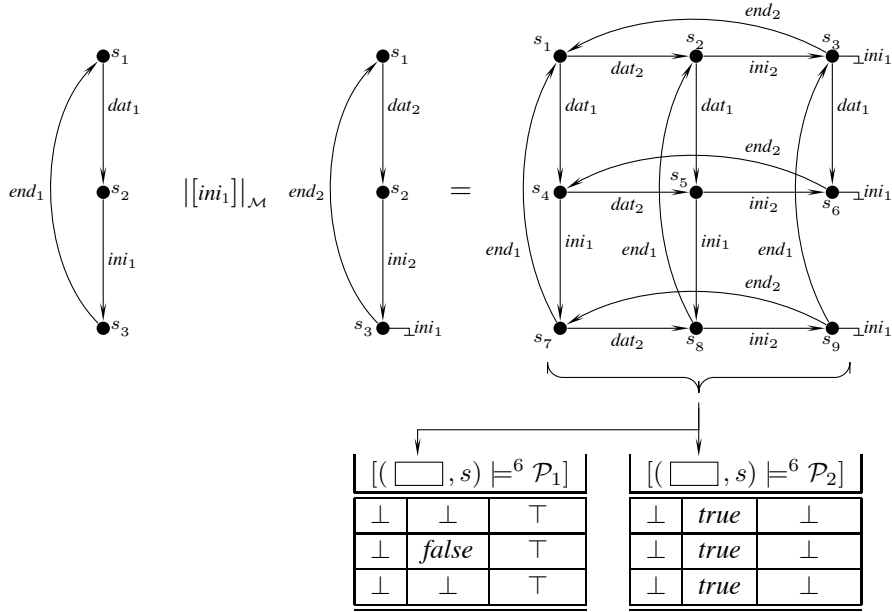 end₂
s₁ s₁ s₁ s₂ s₃ ini₁
dat₂ ini₂
dat₁ dat₂ dat₁ dat₁ dat₁
end₂
s₅
end₁ s₂ |[ini₁]|_ℳ end₂ s₂ = s₄ s₆ ini₁
dat₂ ini₂
ini₁ ini₂ ini₁ ini₁
end₁ end₁ end₁
end₂
s₃ s₃ ini₁ s₇ s₈ s₉ ini₁
dat₂ ini₂
[( , s) ⊨⁶ 𝒫₁] [( , s) ⊨⁶ 𝒫₂]
⊥ ⊥ ⊤ ⊥ true ⊥
⊥ false ⊤ ⊥ true ⊥
⊥ ⊥ ⊤ ⊥ true ⊥